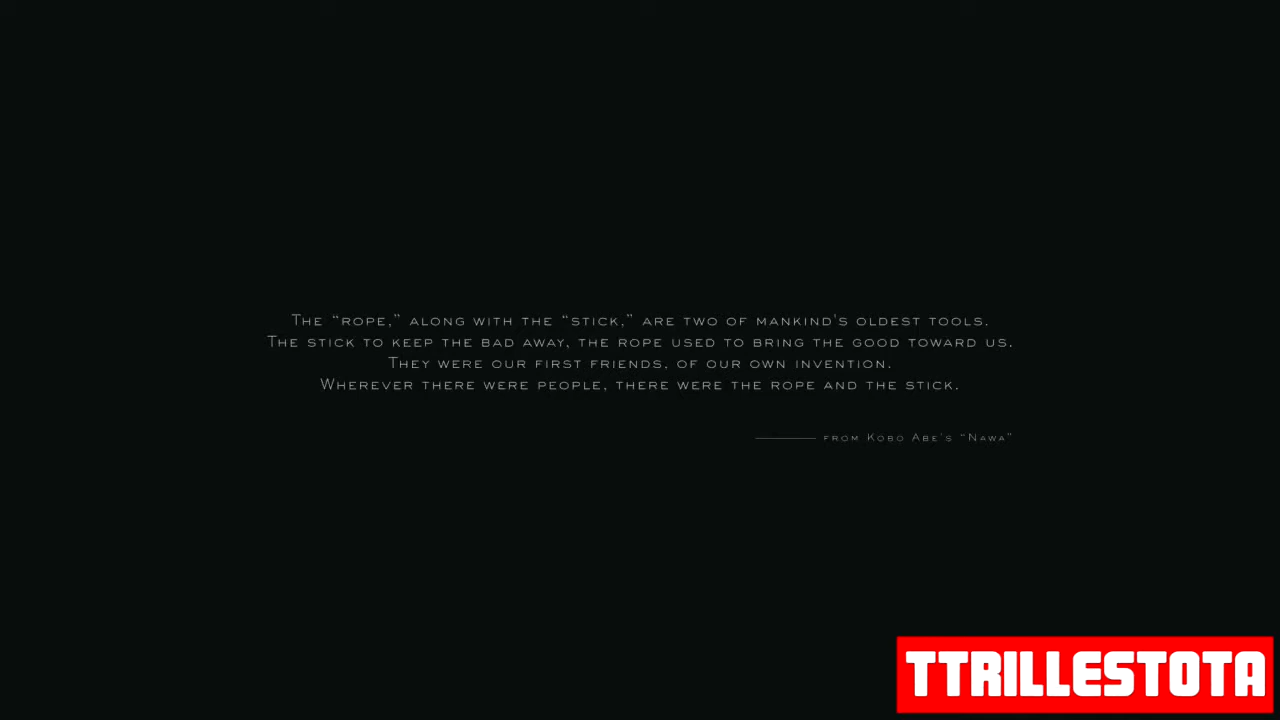 The “rope,” along with the “stick,” are two of mankind's oldest tools.
The stick to keep the bad away, the rope used to bring the good toward us.
They were our first friends, of our own invention.
Wherever there were people, there were the rope and the stick.
from Kobo Abe's “Nawa”
TTRILLESTOTA